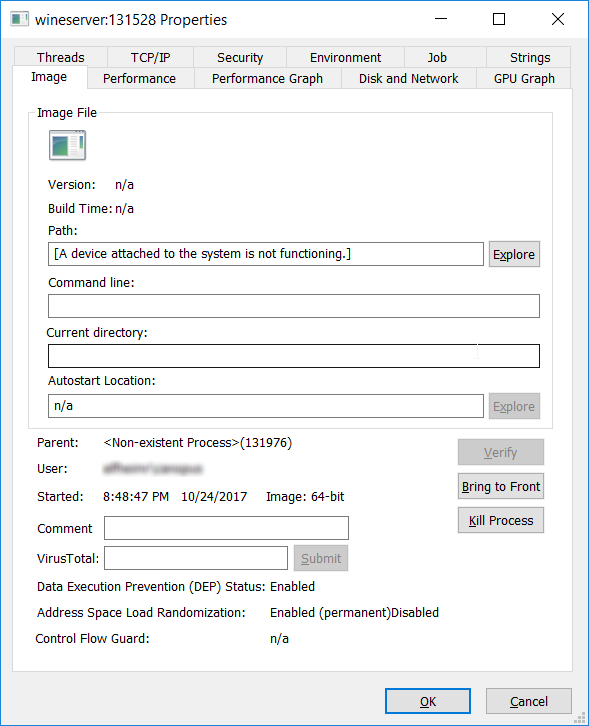 wineserver:131528 Properties
Threads TCP/IP Security Environment Job Strings
Image Performance Performance Graph Disk and Network GPU Graph
Image File
Version: n/a
Build Time: n/a
Path:
[A device attached to the system is not functioning.] Explore
Command line:
Current directory:
Autostart Location:
n/a Explore
Parent: <Non-existent Process>(131976)
Verify
User:
Bring to Front
Started: 8:48:47 PM 10/24/2017 Image: 64-bit
Kill Process
Comment
VirusTotal: Submit
Data Execution Prevention (DEP) Status: Enabled
Address Space Load Randomization: Enabled (permanent)Disabled
Control Flow Guard: n/a
OK Cancel